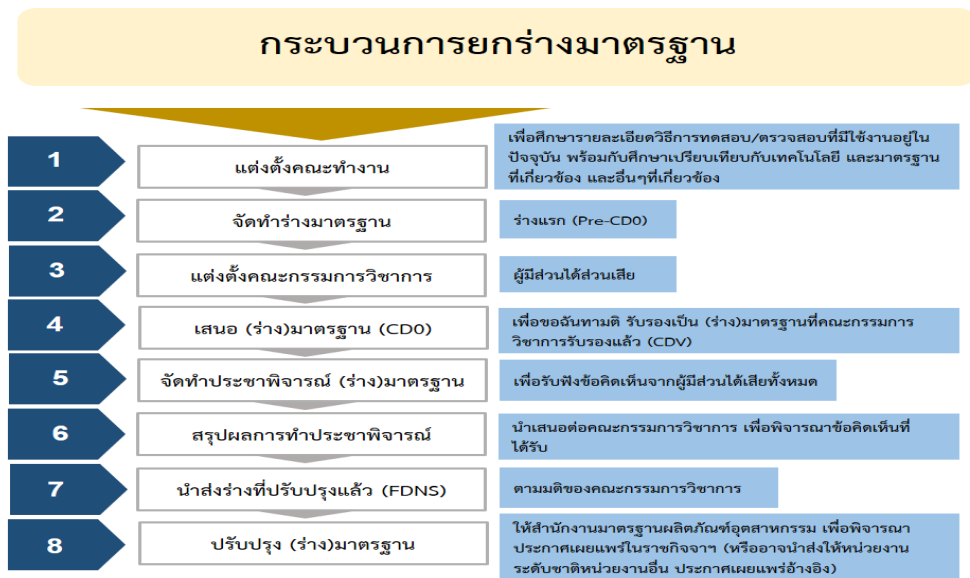 กระบวนการยกร่างมาตรฐาน
1
แต่งตั้งคณะทำงาน
เพื่อศึกษารายละเอียดวิธีการทดสอบ/ตรวจสอบที่มีใช้งานอยู่ใน
ปัจจุบัน พร้อมกับศึกษาเปรียบเทียบกับเทคโนโลยี และมาตรฐาน
ที่เกี่ยวข้อง และอื่นๆที่เกี่ยวข้อง
2
จัดทำร่างมาตรฐาน
ร่างแรก (Pre-CD0)
3
แต่งตั้งคณะกรรมการวิชาการ
ผู้มีส่วนได้ส่วนเสีย
4
เสนอ (ร่าง)มาตรฐาน (CD0)
เพื่อขอฉันทามติ รับรองเป็น (ร่าง)มาตรฐานที่คณะกรรมการ
วิชาการรับรองแล้ว (CDV)
5
จัดทำประชาพิจารณ์ (ร่าง)มาตรฐาน
เพื่อรับฟังข้อคิดเห็นจากผู้มีส่วนได้เสียทั้งหมด
6
สรุปผลการทำประชาพิจารณ์
นำเสนอต่อคณะกรรมการวิชาการ เพื่อพิจารณาข้อคิดเห็นที่
ได้รับ
7
นำส่งร่างที่ปรับปรุงแล้ว (FDNS)
ตามมติของคณะกรรมการวิชาการ
8
ปรับปรุง (ร่าง)มาตรฐาน
ให้สำนักงานมาตรฐานผลิตภัณฑ์อุตสาหกรรม เพื่อพิจารณา
ประกาศเผยแพร่ในราชกิจจาฯ (หรืออาจนำส่งให้หน่วยงาน
ระดับชาติหน่วยงานอื่น ประกาศเผยแพร่อ้างอิง)